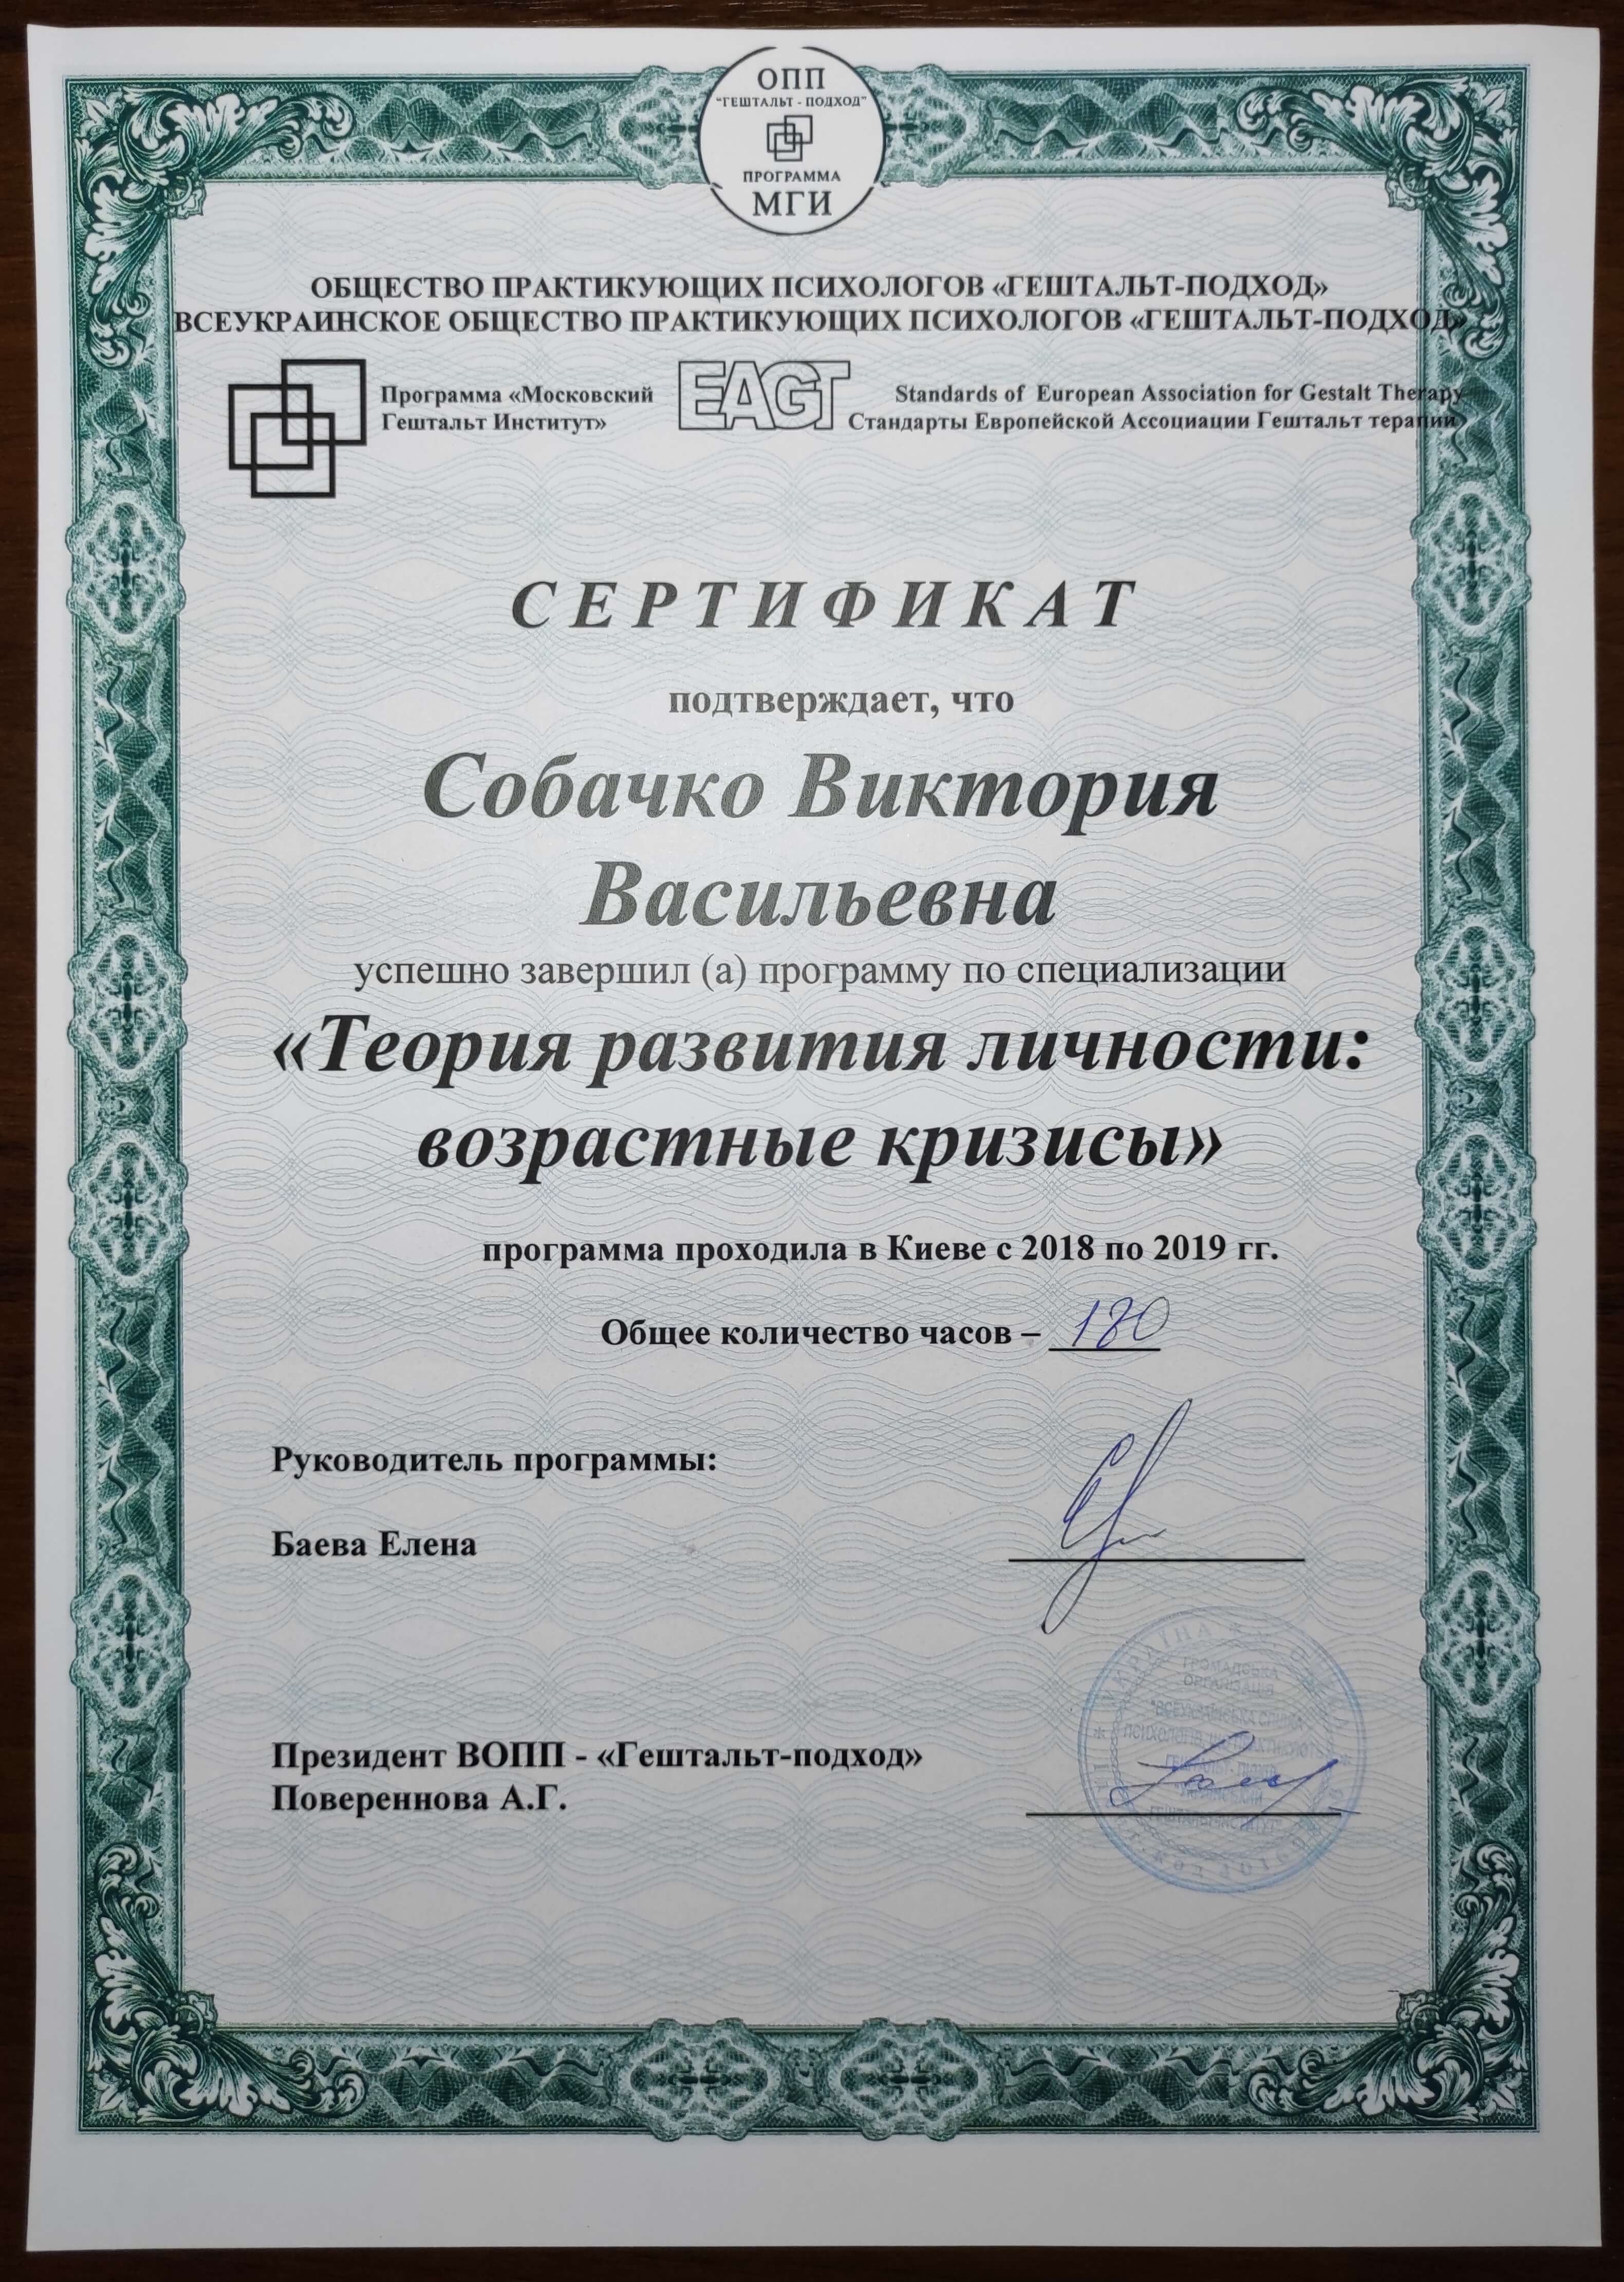 ОПП
"ГЕШТАЛЬТ - ПОДХОД"
ПРОГРАММА
МГИ
ОБЩЕСТВО ПРАКТИКУЮЩИХ ПСИХОЛОГОВ «ГЕШТАЛЬТ-ПОДХОД»
ВСЕУКРАИНСКОЕ ОБЩЕСТВО ПРАКТИКУЮЩИХ ПСИХОЛОГОВ «ГЕШТАЛЬТ-ПОДХОД»
Программа «Московский
Гештальт Институт»
EAGT
Standards of European Association for Gestalt Therapy
Стандарты Европейской Ассоциации Гештальт терапии
СЕРТИФИКАТ
подтверждает, что
Собачко Виктория
Васильевна
успешно завершил (а) программу по специализации
«Теория развития личности:
возрастные кризисы»
программа проходила в Киеве с 2018 по 2019 гг.
Общее количество часов – 180
Руководитель программы:
Баева Елена
Президент ВОПП - «Гештальт-подход»
Повереннова А.Г.
УКРАЇНА
ГРОМАДСЬКА
ОРГАНІЗАЦІЯ